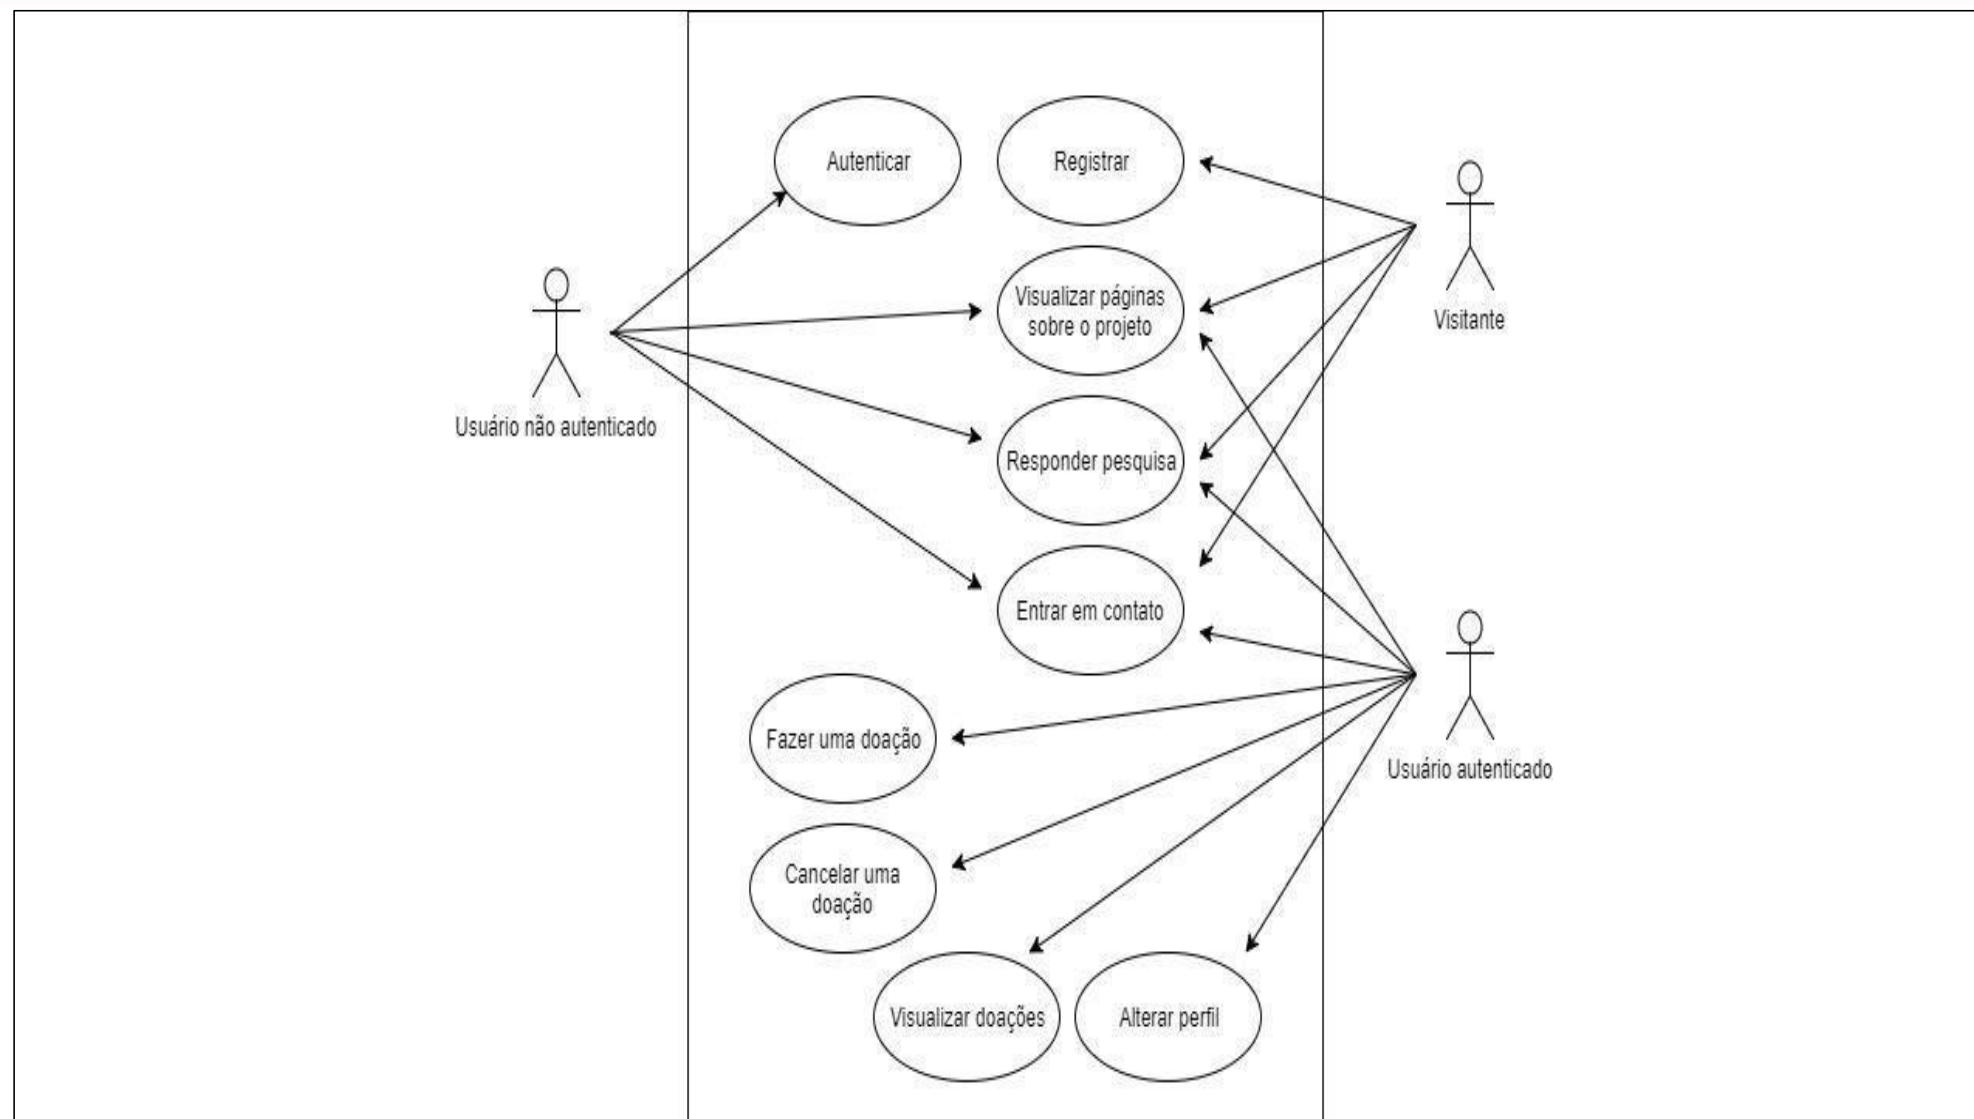 Autenticar
Registrar
Visualizar páginas
sobre o projeto
Visitante
Usuário não autenticado
Responder pesquisa
Entrar em contato
Fazer uma doação
Usuário autenticado
Cancelar uma
doação
Visualizar doações
Alterar perfil